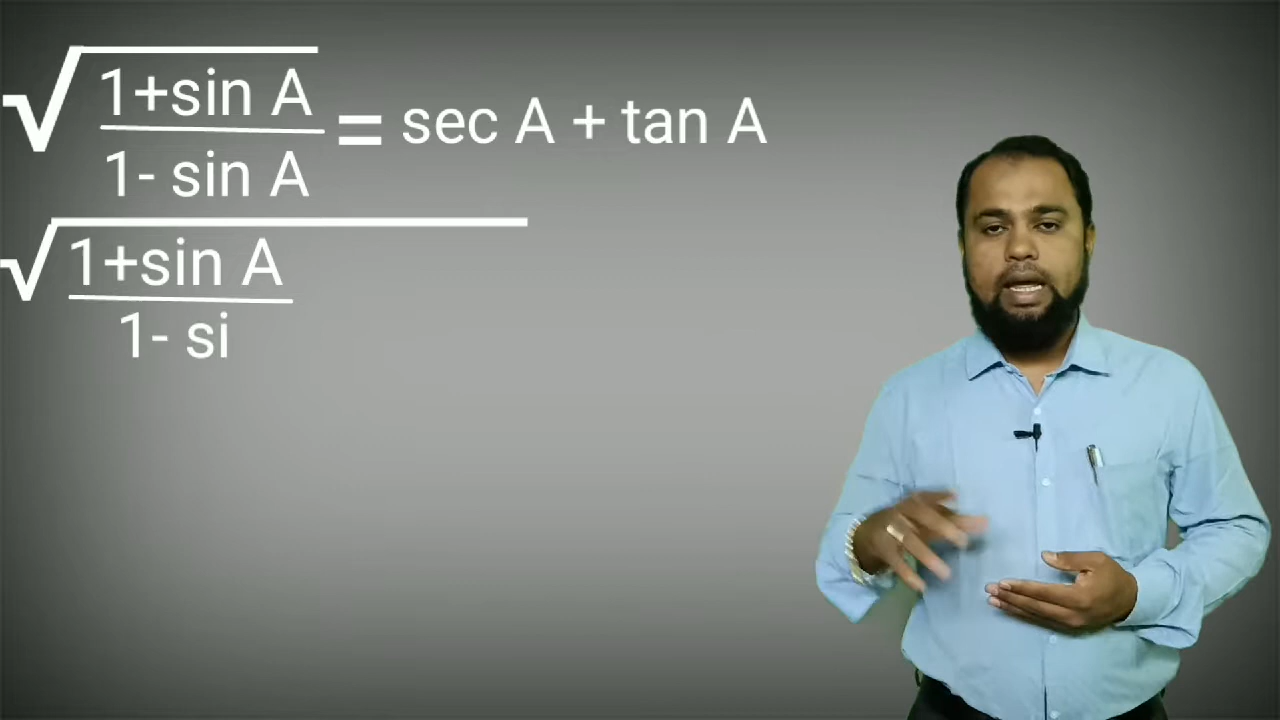 √(1+sin A / 1- sin A) = sec A + tan A
√(1+sin A / 1- si